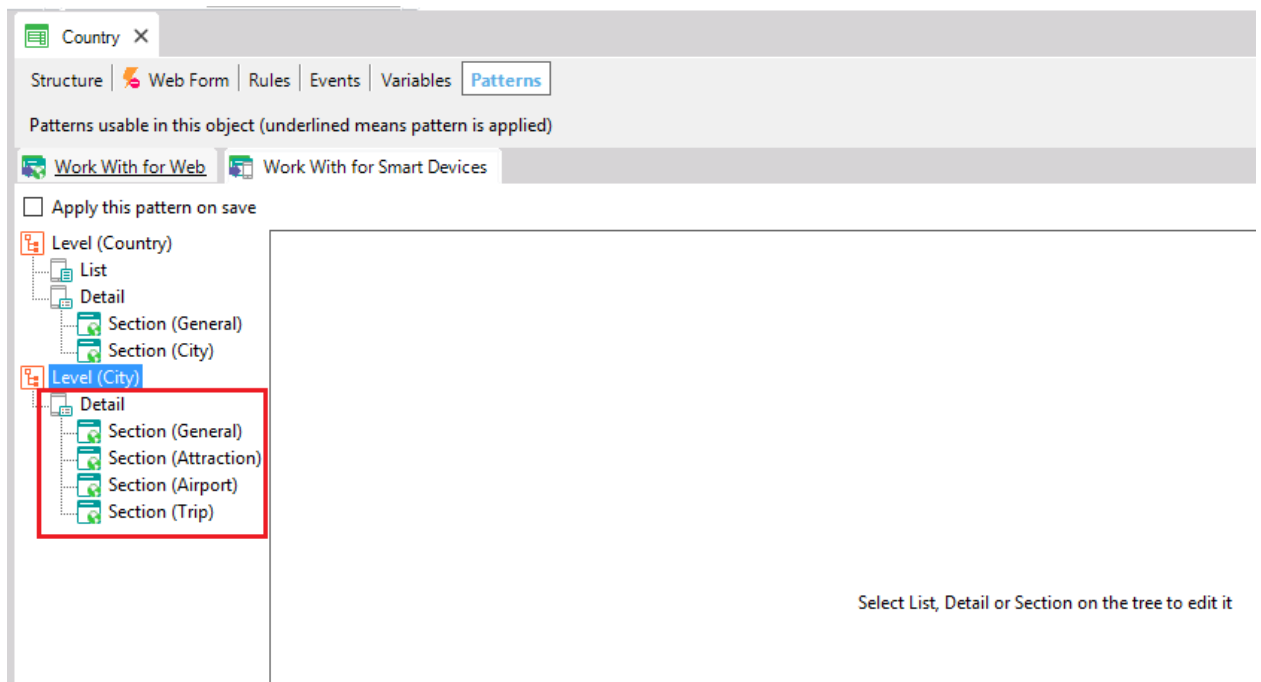 Country
Structure Web Form Rules Events Variables Patterns
Patterns usable in this object (underlined means pattern is applied)
Work With for Web Work With for Smart Devices
Apply this pattern on save
Level (Country)
List
Detail
Section (General)
Section (City)
Level (City)
Detail
Section (General)
Section (Attraction)
Section (Airport)
Section (Trip)
Select List, Detail or Section on the tree to edit it